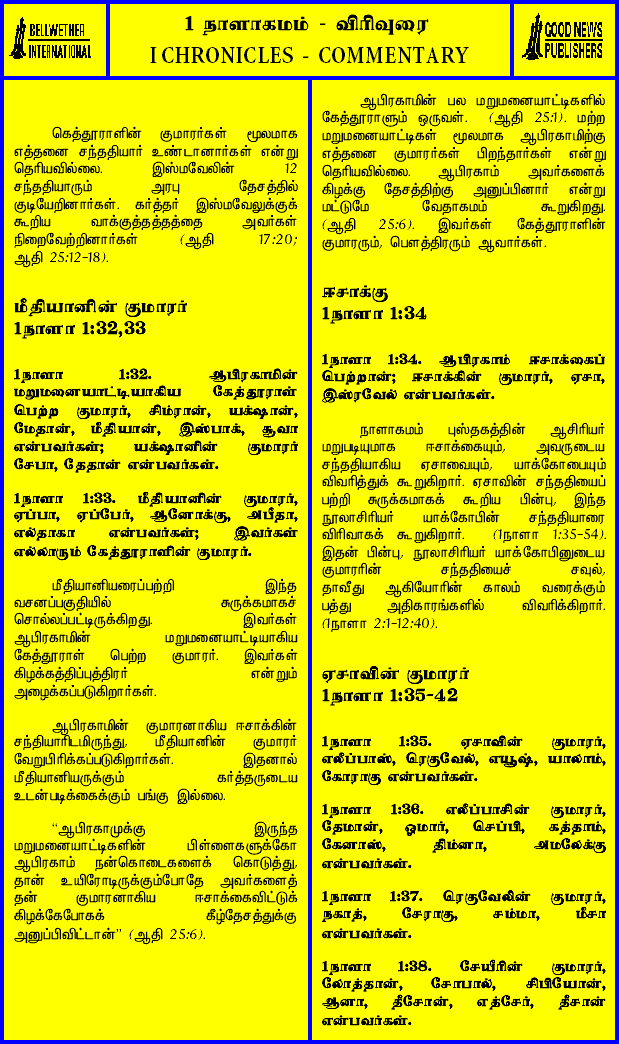 BELLWETHER
INTERNATIONAL
1 நாளாகமம் - விரிவுரை
I CHRONICLES - COMMENTARY
GOOD NEWS
PUBLISHERS
கெத்தூராளின் குமாரர்கள் மூலமாக
எத்தனை சந்ததியார் உண்டானார்கள் என்று
தெரியவில்லை. இஸ்மவேலின் 12
சந்ததியாரும் அரபு தேசத்தில்
குடியேறினார்கள். கர்த்தர் இஸ்மவேலுக்குக்
கூறிய வாக்குத்தத்தத்தை அவர்கள்
நிறைவேற்றினார்கள் (ஆதி 17:20;
ஆதி 25:12-18).
மீதியானின் குமாரர்
1நாளா 1:32,33
1நாளா 1:32. ஆபிரகாமின்
மறுமனையாட்டியாகிய கேத்தூராள்
பெற்ற குமாரர், சிம்ரான், யக்ஷான்,
மேதான், மீதியான், இஸ்பாக், சூவா
என்பவர்கள்; யக்ஷானின் குமாரர்
சேபா, தேதான் என்பவர்கள்.
1நாளா 1:33. மீதியானின் குமாரர்,
ஏப்பா, ஏப்பேர், ஆனோக்கு, அபீதா,
எல்தாகா என்பவர்கள்; இவர்கள்
எல்லாரும் கேத்தூராளின் குமாரர்.
மீதியானியரைப்பற்றி இந்த
வசனப்பகுதியில் சுருக்கமாகச்
சொல்லப்பட்டிருக்கிறது. இவர்கள்
ஆபிரகாமின் மறுமனையாட்டியாகிய
கேத்தூராள் பெற்ற குமாரர். இவர்கள்
கிழக்கத்திப்புத்திரர் என்றும்
அழைக்கப்படுகிறார்கள்.
ஆபிரகாமின் குமாரனாகிய ஈசாக்கின்
சந்தியாரிடமிருந்து, மீதியானின் குமாரர்
வேறுபிரிக்கப்படுகிறார்கள். இதனால்
மீதியானியருக்கும் கர்த்தருடைய
உடன்படிக்கைக்கும் பங்கு இல்லை.
“ஆபிரகாமுக்கு இருந்த
மறுமனையாட்டிகளின் பிள்ளைகளுக்கோ
ஆபிரகாம் நன்கொடைகளைக் கொடுத்து,
தான் உயிரோடிருக்கும்போதே அவர்களைத்
தன் குமாரனாகிய ஈசாக்கைவிட்டுக்
கிழக்கேபோகக் கீழ்தேசத்துக்கு
அனுப்பிவிட்டான்” (ஆதி 25:6).
ஆபிரகாமின் பல மறுமனையாட்டிகளில்
கேத்தூராளும் ஒருவள். (ஆதி 25:1). மற்ற
மறுமனையாட்டிகள் மூலமாக ஆபிரகாமிற்கு
எத்தனை குமாரர்கள் பிறந்தார்கள் என்று
தெரியவில்லை. ஆபிரகாம் அவர்களைக்
கிழக்கு தேசத்திற்கு அனுப்பினார் என்று
மட்டுமே வேதாகமம் கூறுகிறது.
(ஆதி 25:6). இவர்கள் கேத்தூராளின்
குமாரரும், பௌத்திரரும் ஆவார்கள்.
ஈசாக்கு
1நாளா 1:34
1நாளா 1:34. ஆபிரகாம் ஈசாக்கைப்
பெற்றான்; ஈசாக்கின் குமாரர், ஏசா,
இஸ்ரவேல் என்பவர்கள்.
நாளாகமம் புஸ்தகத்தின் ஆசிரியர்
மறுபடியுமாக ஈசாக்கையும், அவருடைய
சந்ததியாகிய ஏசாவையும், யாக்கோபையும்
விவரித்துக் கூறுகிறார். ஏசாவின் சந்ததியைப்
பற்றி சுருக்கமாகக் கூறிய பின்பு, இந்த
நூலாசிரியர் யாக்கோபின் சந்ததியாரை
விரிவாகக் கூறுகிறார். (1நாளா 1:35-54).
இதன் பின்பு, நூலாசிரியர் யாக்கோபினுடைய
குமாரரின் சந்ததியைச் சவுல்,
தாவீது ஆகியோரின் காலம் வரைக்கும்
பத்து அதிகாரங்களில் விவரிக்கிறார்.
(1நாளா 2:1-12:40).
ஏசாவின் குமாரர்
1நாளா 1:35-42
1நாளா 1:35. ஏசாவின் குமாரர்,
எலீப்பாஸ், ரெகுவேல், எயூஷ், யாலாம்,
கோராகு என்பவர்கள்.
1நாளா 1:36. எலீப்பாசின் குமாரர்,
தேமான், ஓமார், செப்பி, கத்தாம்,
கேனாஸ், திம்னா, அமலேக்கு
என்பவர்கள்.
1நாளா 1:37. ரெகுவேலின் குமாரர்,
நகாத், சேராகு, சம்மா, மீசா
என்பவர்கள்.
1நாளா 1:38. சேயீரின் குமாரர்,
லோத்தான், சோபால், சிபியோன்,
ஆனா, தீசோன், எத்சேர், தீசான்
என்பவர்கள்.